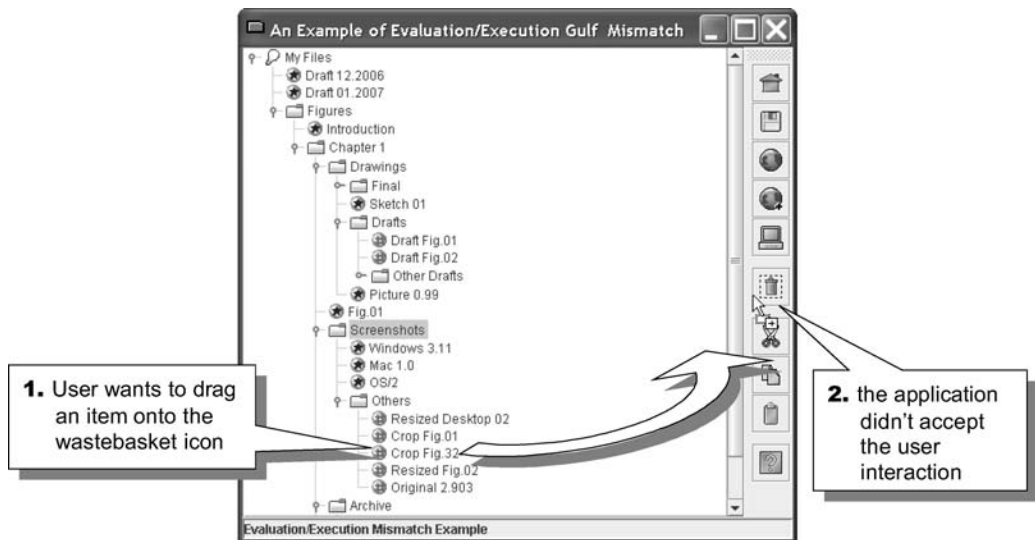 An Example of Evaluation/Execution Gulf Mismatch
My Files
Draft 12.2006
Draft 01.2007
Figures
Introduction
Chapter 1
Drawings
Final
Sketch 01
Drafts
Draft Fig.01
Draft Fig.02
Other Drafts
Picture 0.99
Fig.01
Screenshots
Windows 3.11
Mac 1.0
OS/2
Others
Resized Desktop 02
Crop Fig.01
Crop Fig.32
Resized Fig.02
Original 2.903
Archive
Evaluation/Execution Mismatch Example
1. User wants to drag
an item onto the
wastebasket icon
2. the application
didn't accept
the user
interaction